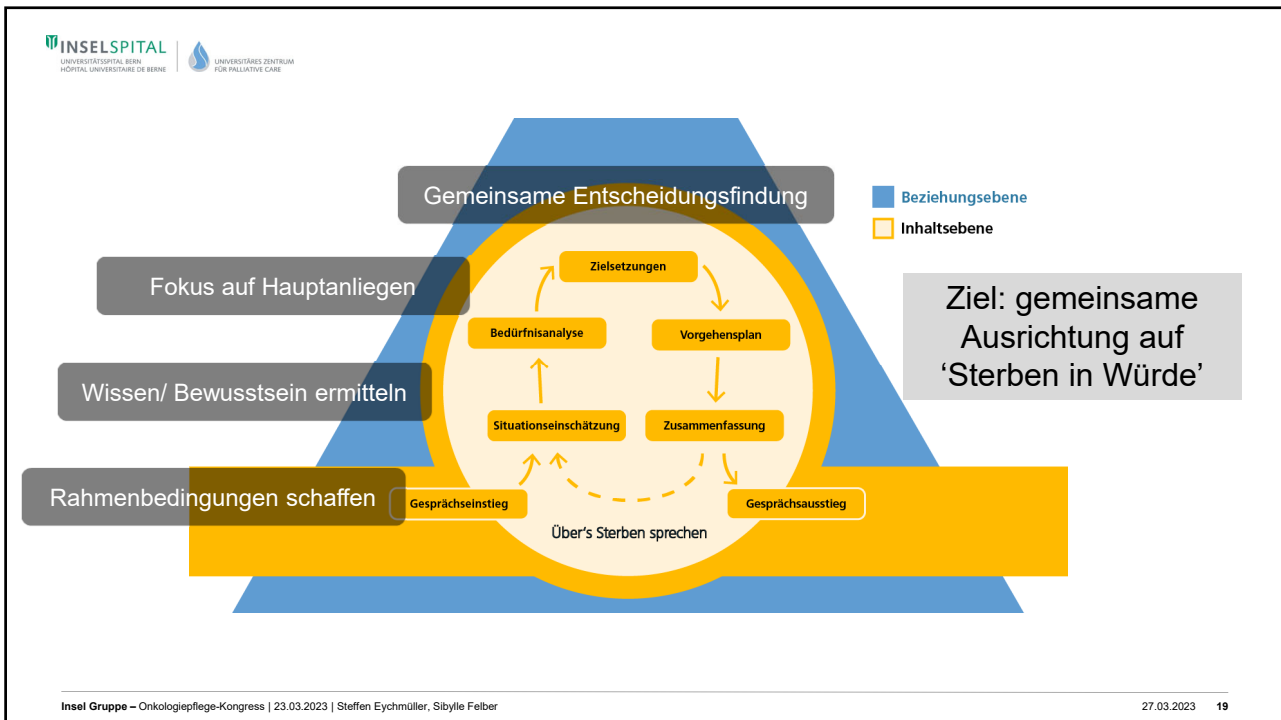 INSELSPITAL
UNIVERSITÄTSSPITAL BERN
HÔPITAL UNIVERSITAIRE DE BERNE
UNIVERSITÄRES ZENTRUM
FÜR PALLIATIVE CARE
Gemeinsame Entscheidungsfindung
Beziehungsebene
Inhaltsebene
Fokus auf Hauptanliegen
Zielsetzungen
Ziel: gemeinsame
Ausrichtung auf
‘Sterben in Würde’
Bedürfnisanalyse
Vorgehensplan
Wissen/ Bewusstsein ermitteln
Situationseinschätzung
Zusammenfassung
Rahmenbedingungen schaffen
Gesprächseinstieg
Gesprächsausstieg
Über's Sterben sprechen
Insel Gruppe – Onkologiepflege-Kongress | 23.03.2023 | Steffen Eychmüller, Sibylle Felber
27.03.2023 19